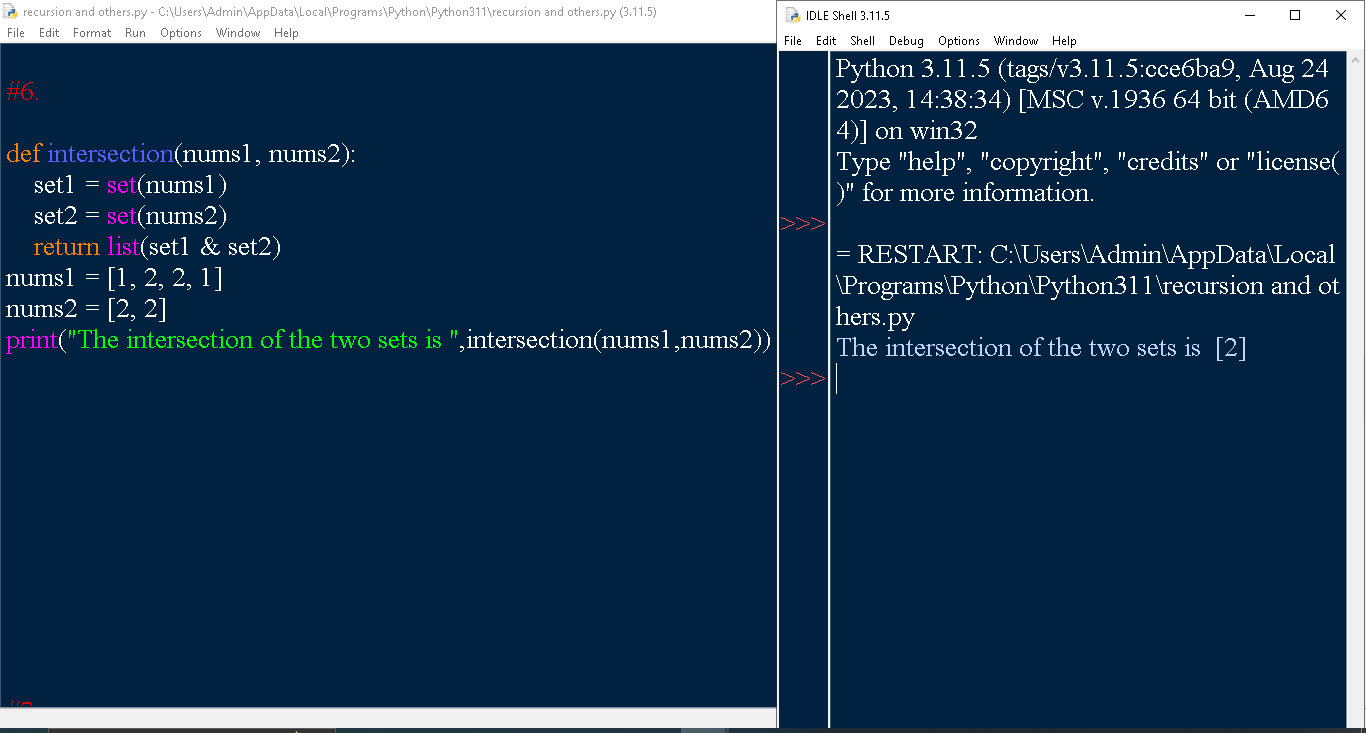 recursion and others.py - C:\Users\Admin\AppData\Local\Programs\Python\Python311\recursion and others.py (3.11.5)
File Edit Format Run Options Window Help
#6.
def intersection(nums1, nums2):
    set1 = set(nums1)
    set2 = set(nums2)
    return list(set1 & set2)
nums1 = [1, 2, 2, 1]
nums2 = [2, 2]
print("The intersection of the two sets is ",intersection(nums1,nums2))
IDLE Shell 3.11.5
File Edit Shell Debug Options Window Help
Python 3.11.5 (tags/v3.11.5:cce6ba9, Aug 24
2023, 14:38:34) [MSC v.1936 64 bit (AMD6
4)] on win32
Type "help", "copyright", "credits" or "license(
)" for more information.
>>>
= RESTART: C:\Users\Admin\AppData\Local
\Programs\Python\Python311\recursion and ot
hers.py
The intersection of the two sets is  [2]
>>>